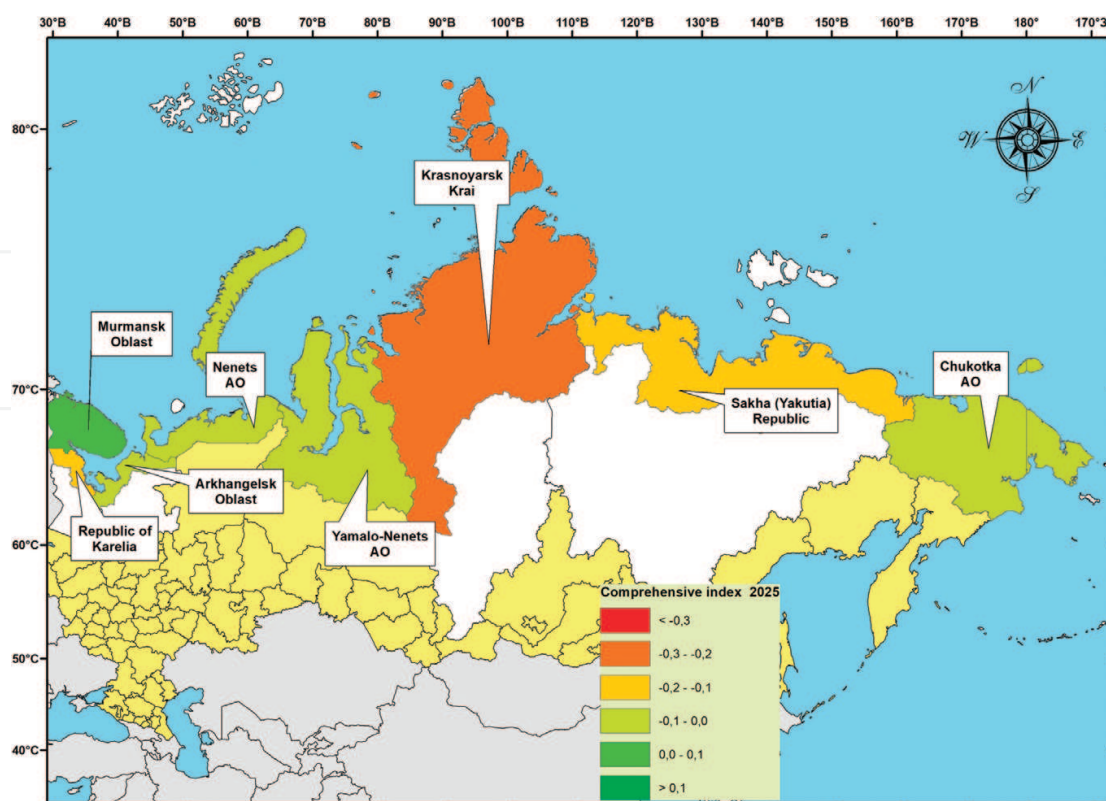 30°B 40°B 50°B 60°B 70°B 80°B 90°B 100°B 110°B 120°B 130°B 140°B 150°B 160°B 170°B 180° 170°3
80°C
70°C
60°C
50°C
40°C
N
W
E
S
Krasnoyarsk
Krai
Murmansk
Oblast
Nenets
AO
Chukotka
AO
Sakha (Yakutia)
Republic
Arkhangelsk
Oblast
Republic of
Karelia
Yamalo-Nenets
AO
Comprehensive index 2025
< -0,3
-0,3 - -0,2
-0,2 - -0,1
-0,1 - 0,0
0,0 - 0,1
> 0,1